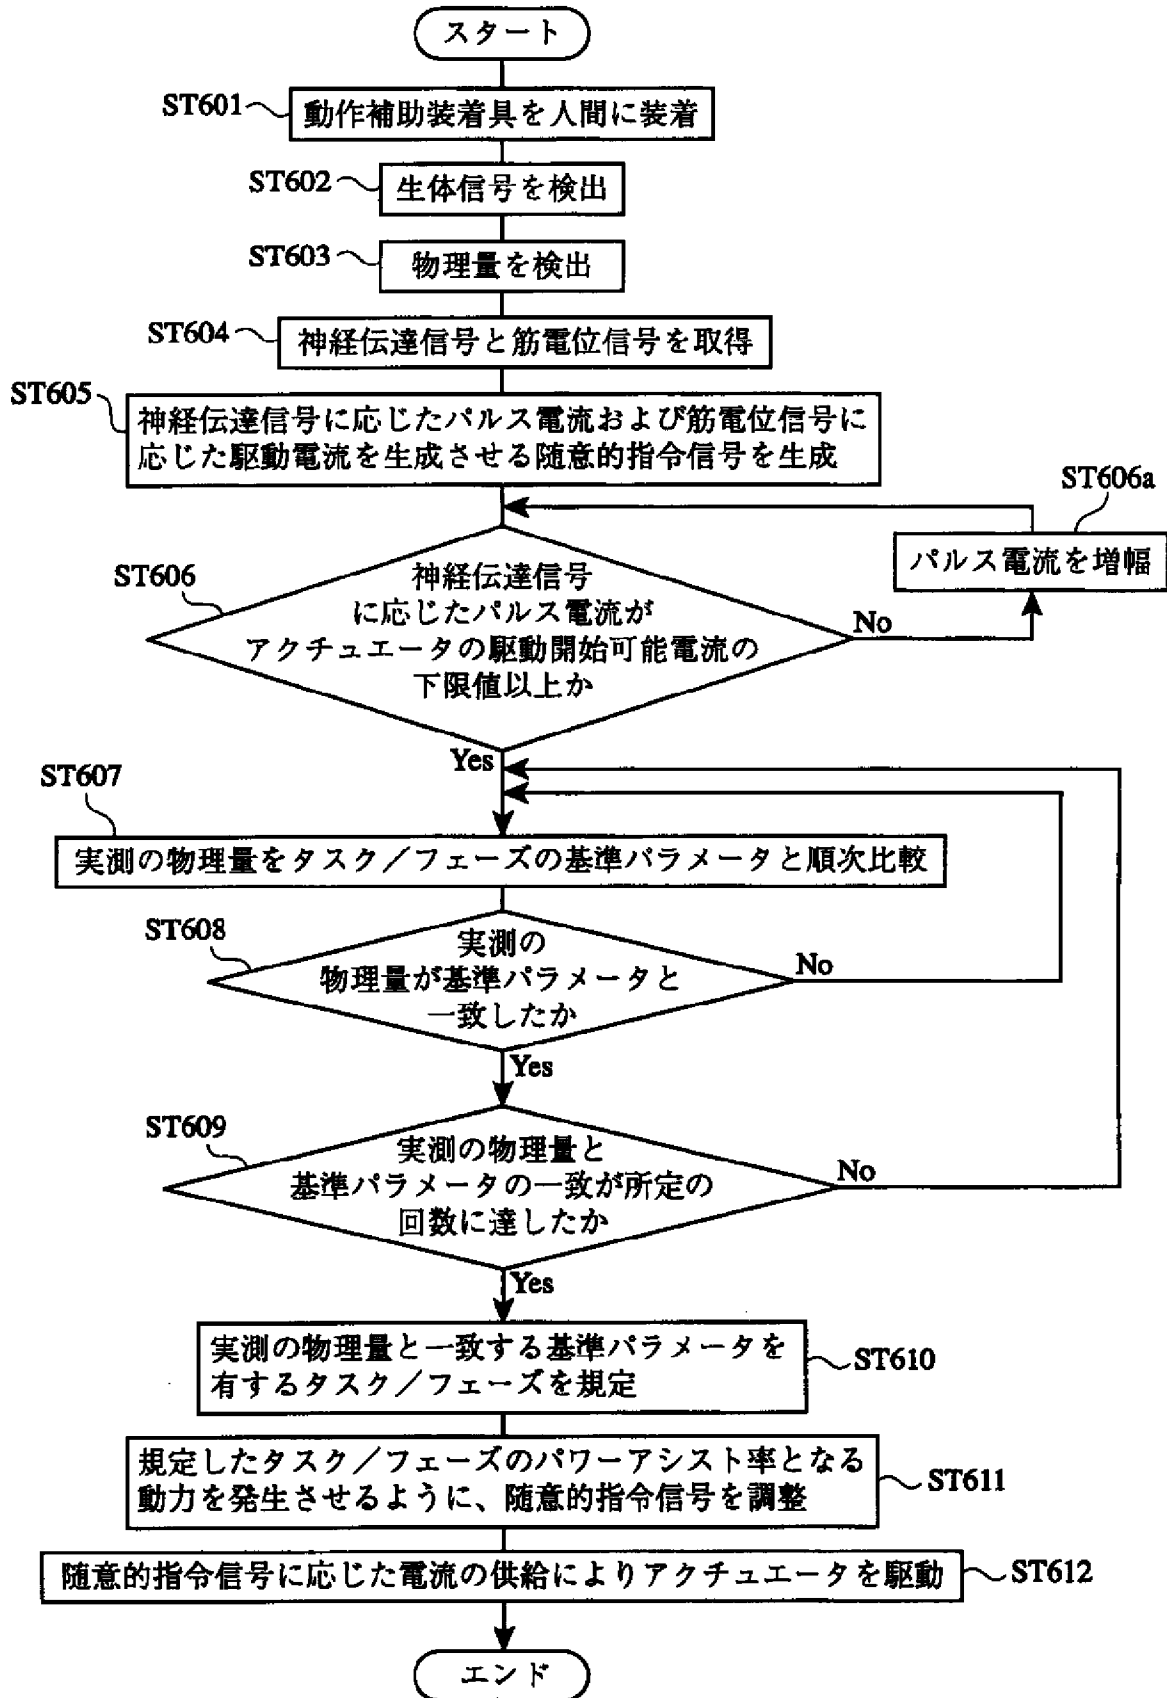 スタート
ST601
動作補助装着具を人間に装着
ST602
生体信号を検出
ST603
物理量を検出
ST604
神経伝達信号と筋電位信号を取得
ST605
神経伝達信号に応じたパルス電流および筋電位信号に
応じた駆動電流を生成させる随意的指令信号を生成
ST606a
パルス電流を増幅
ST606
神経伝達信号
に応じたパルス電流が
アクチュエータの駆動開始可能電流の
下限値以上か
No
Yes
ST607
実測の物理量をタスク／フェーズの基準パラメータと順次比較
ST608
実測の
物理量が基準パラメータと
一致したか
No
Yes
ST609
実測の物理量と
基準パラメータの一致が所定の
回数に達したか
No
Yes
実測の物理量と一致する基準パラメータを
有するタスク／フェーズを規定
ST610
規定したタスク／フェーズのパワーアシスト率となる
動力を発生させるように、随意的指令信号を調整
ST611
随意的指令信号に応じた電流の供給によりアクチュエータを駆動
ST612
エンド